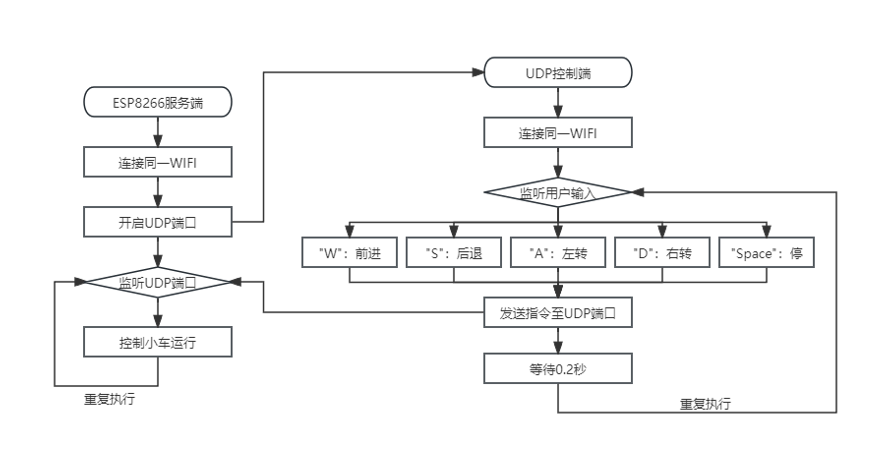 ESP8266服务端
连接同一WIFI
开启UDP端口
监听UDP端口
控制小车运行
重复执行
UDP控制端
连接同一WIFI
监听用户输入
"W"：前进
"S"：后退
"A"：左转
"D"：右转
"Space"：停
发送指令至UDP端口
等待0.2秒
重复执行